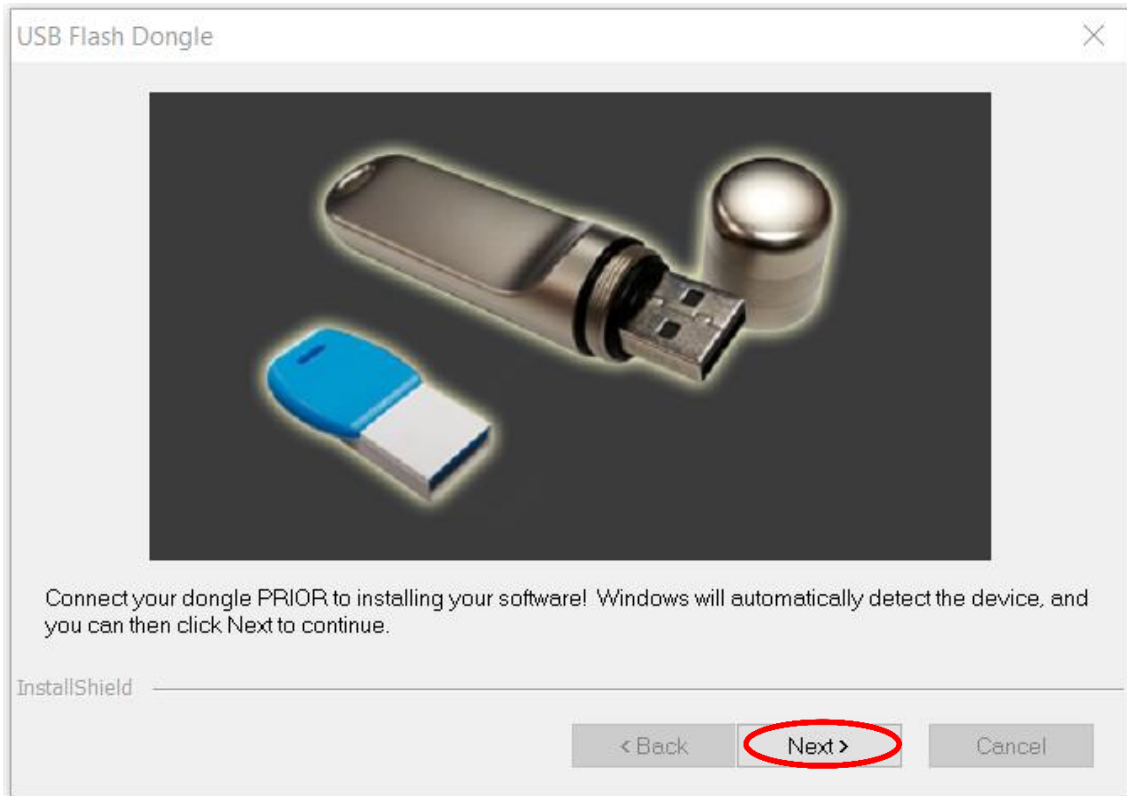 USB Flash Dongle
Connect your dongle PRIOR to installing your software! Windows will automatically detect the device, and
you can then click Next to continue.
InstallShield
< Back
Next >
Cancel